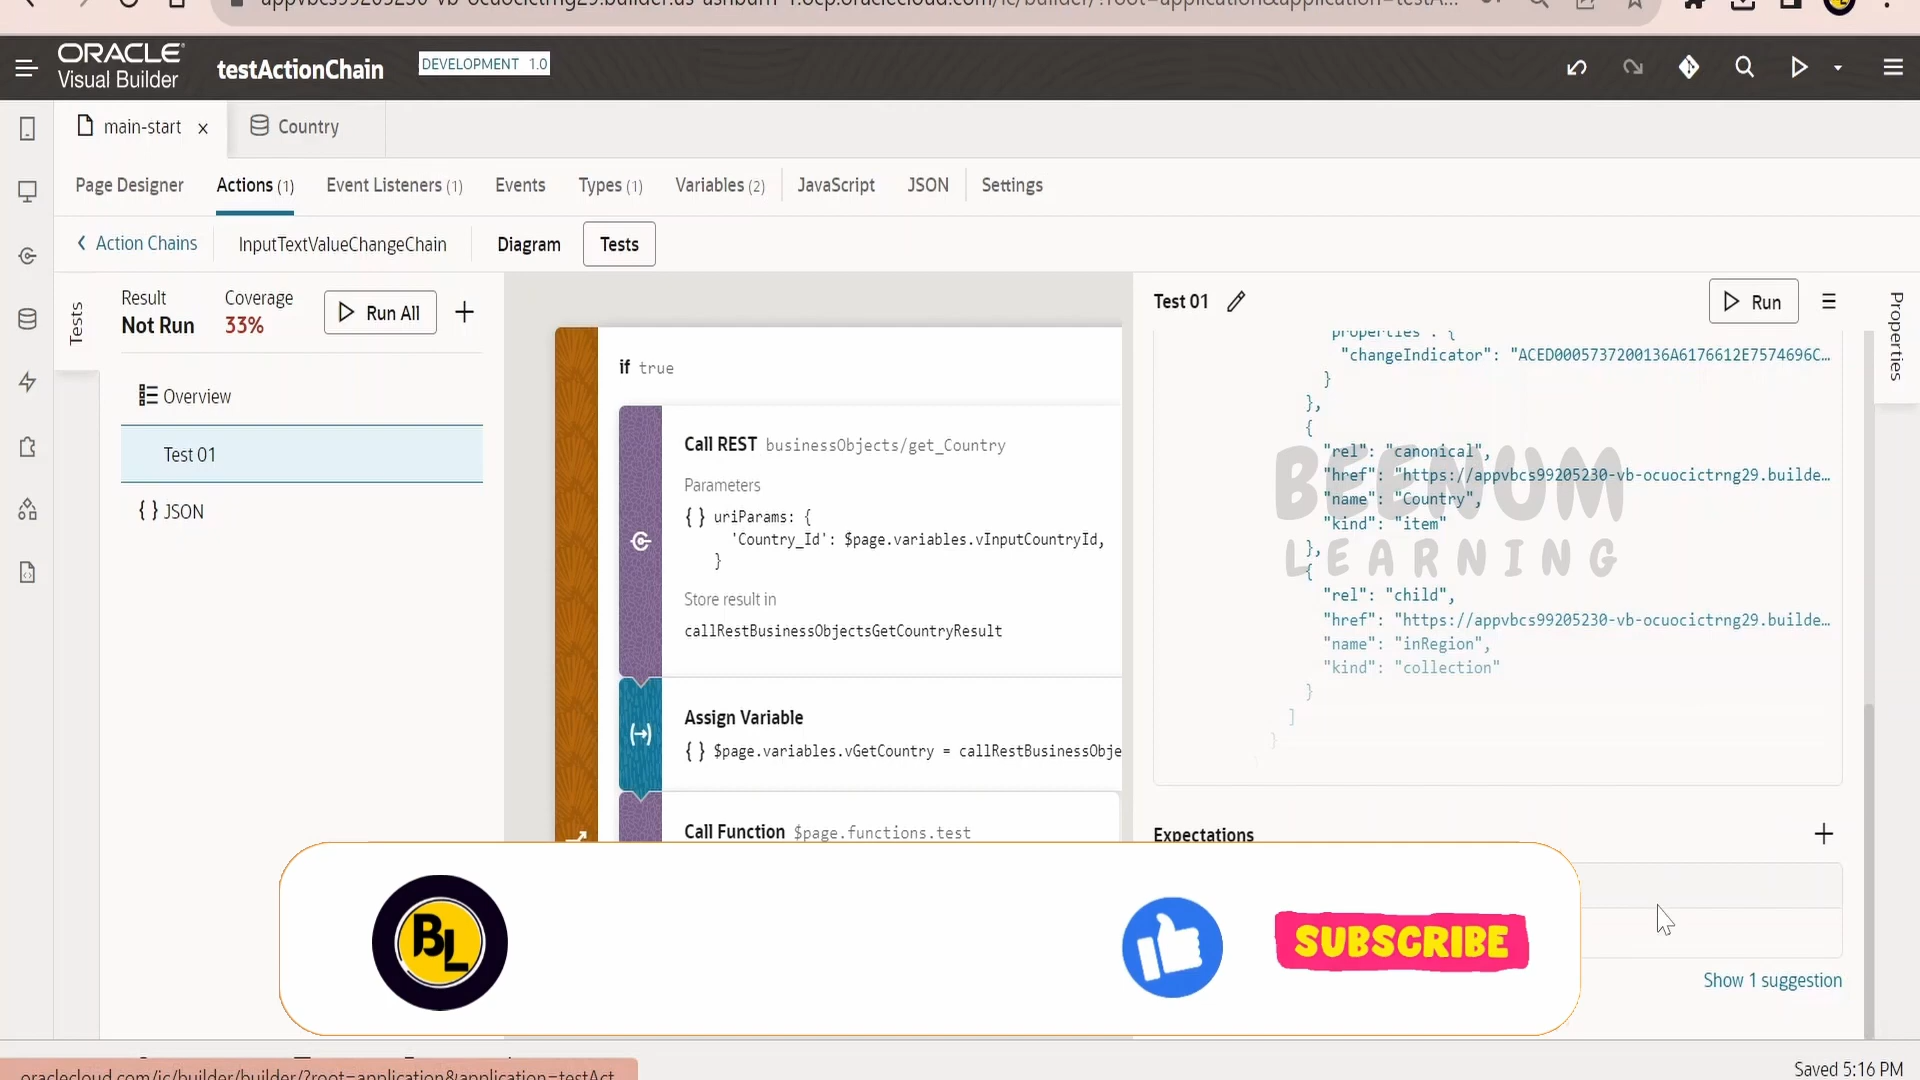 ORACLE
Visual Builder
testActionChain
DEVELOPMENT 1.0
main-start
Country
Page Designer
Actions (1)
Event Listeners (1)
Events
Types (1)
Variables (2)
JavaScript
JSON
Settings
Action Chains
InputTextValueChangeChain
Diagram
Tests
Tests
Result
Not Run
Coverage
33%
Run All
Overview
Test 01
{ } JSON
if true
Call REST businessObjects/get_Country
Parameters
{ } uriParams: {
'Country_Id': $page.variables.vInputCountryId,
}
Store result in
callRestBusinessObjectsGetCountryResult
Assign Variable
{ } $page.variables.vGetCountry = callRestBusinessObje
Call Function $page.functions.test
Test 01
Run
Properties
properties : {
"changeIndicator": "ACED0005737200136A6176612E7574696C…
}
},
{
"rel": "canonical",
"href": "https://appvbcs99205230-vb-ocuocictrng29.builde…
"name": "Country",
"kind": "item"
},
{
"rel": "child",
"href": "https://appvbcs99205230-vb-ocuocictrng29.builde…
"name": "inRegion",
"kind": "collection"
}
]
}
BEENUM
LEARNING
Expectations
BL
SUBSCRIBE
Show 1 suggestion
Saved 5:16 PM